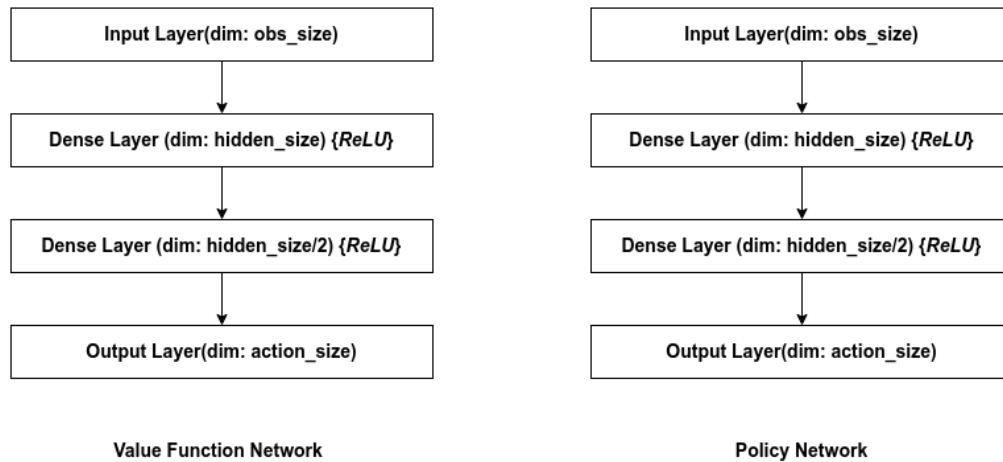 Input Layer(dim: obs_size)
Dense Layer (dim: hidden_size) {ReLU}
Dense Layer (dim: hidden_size/2) {ReLU}
Output Layer(dim: action_size)
Value Function Network
Input Layer(dim: obs_size)
Dense Layer (dim: hidden_size) {ReLU}
Dense Layer (dim: hidden_size/2) {ReLU}
Output Layer(dim: action_size)
Policy Network